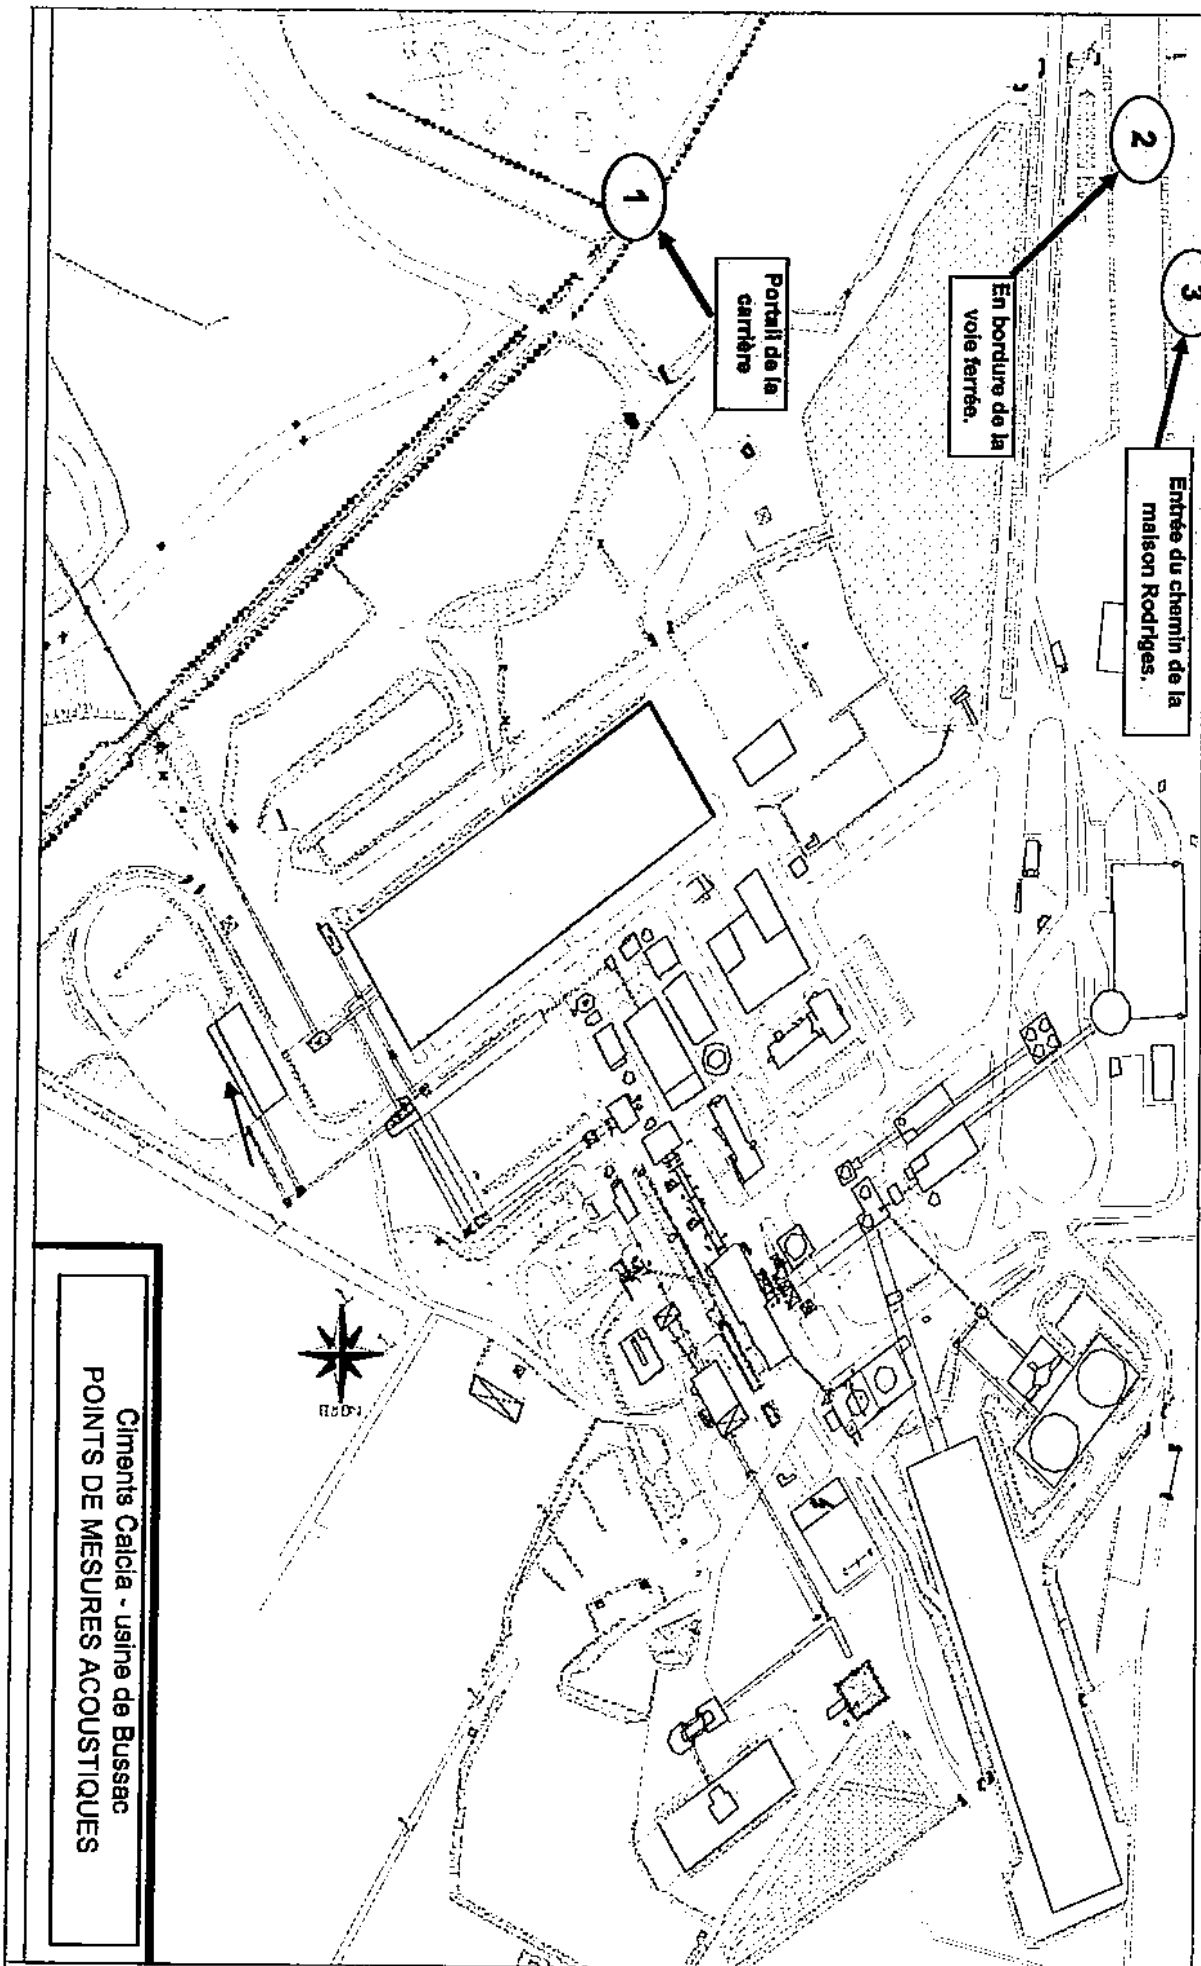 3
Entrée du chemin de la
maison Rodriges.
2
En bordure de la
voie ferrée.
Portail de la
carrière
1
Ciments Calcia - usine de Bussac
POINTS DE MESURES ACOUSTIQUES